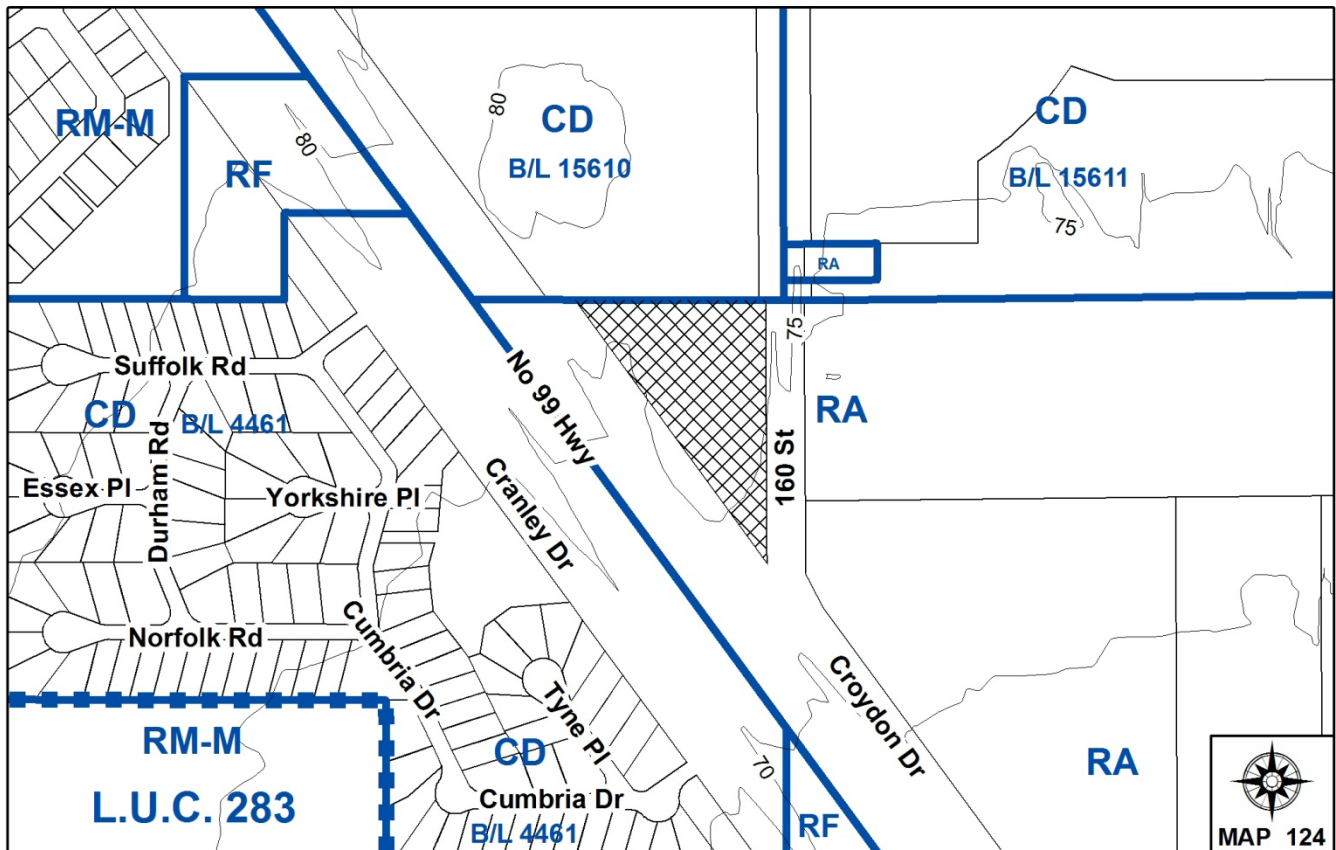 RM-M
RF
80
80
CD
B/L 15610
CD
B/L 15611
75
RA
75
Suffolk Rd
CD
B/L 4461
Durham Rd
Essex Pl
Yorkshire Pl
Norfolk Rd
No 99 Hwy
Cranley Dr
160 St
RA
Cumbria Dr
Tyne Pl
Croydon Dr
RM-M
L.U.C. 283
CD
Cumbria Dr
B/L 4461
70
RF
RA
MAP 124